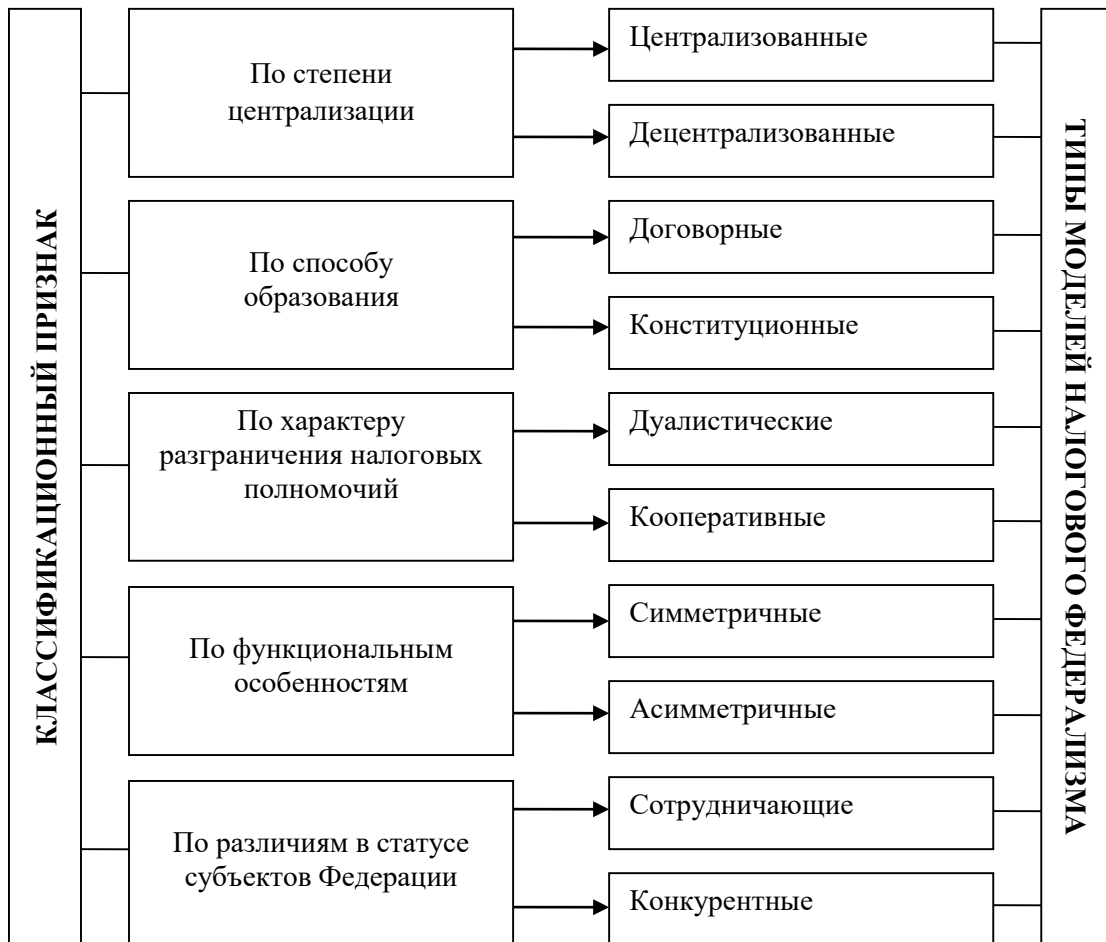 КЛАССИФИКАЦИОННЫЙ ПРИЗНАК
По степени
централизации
Централизованные
Децентрализованные
По способу
образования
Договорные
Конституционные
По характеру
разграничения налоговых
полномочий
Дуалистические
Кооперативные
По функциональным
особенностям
Симметричные
Асимметричные
По различиям в статусе
субъектов Федерации
Сотрудничающие
Конкурентные
ТИПЫ МОДЕЛЕЙ НАЛОГОВОГО ФЕДЕРАЛИЗМА